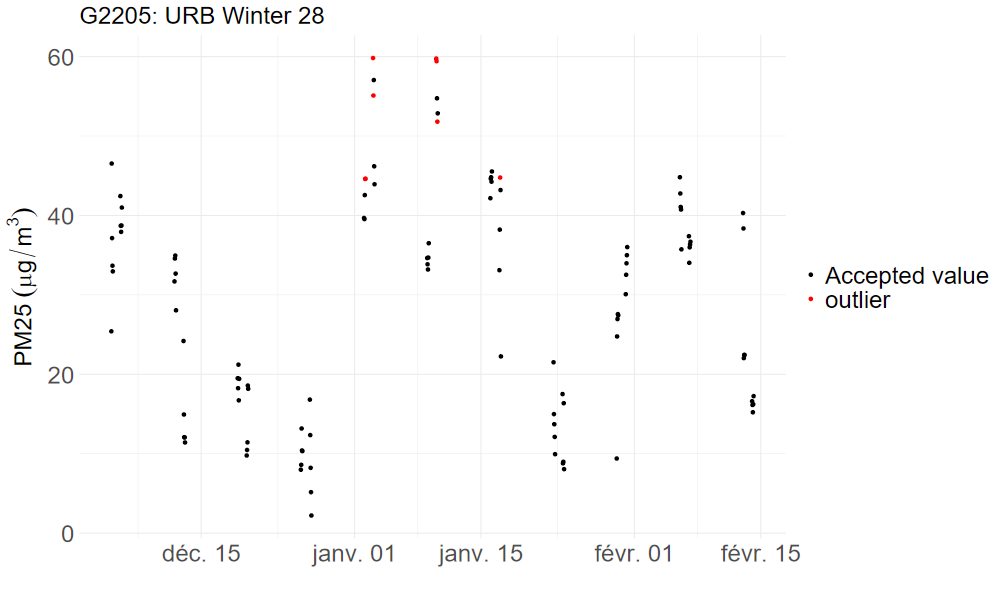 G2205: URB Winter 28
PM25 (μg/m³)
60
40
20
0
déc. 15
janv. 01
janv. 15
févr. 01
févr. 15
Accepted value
outlier